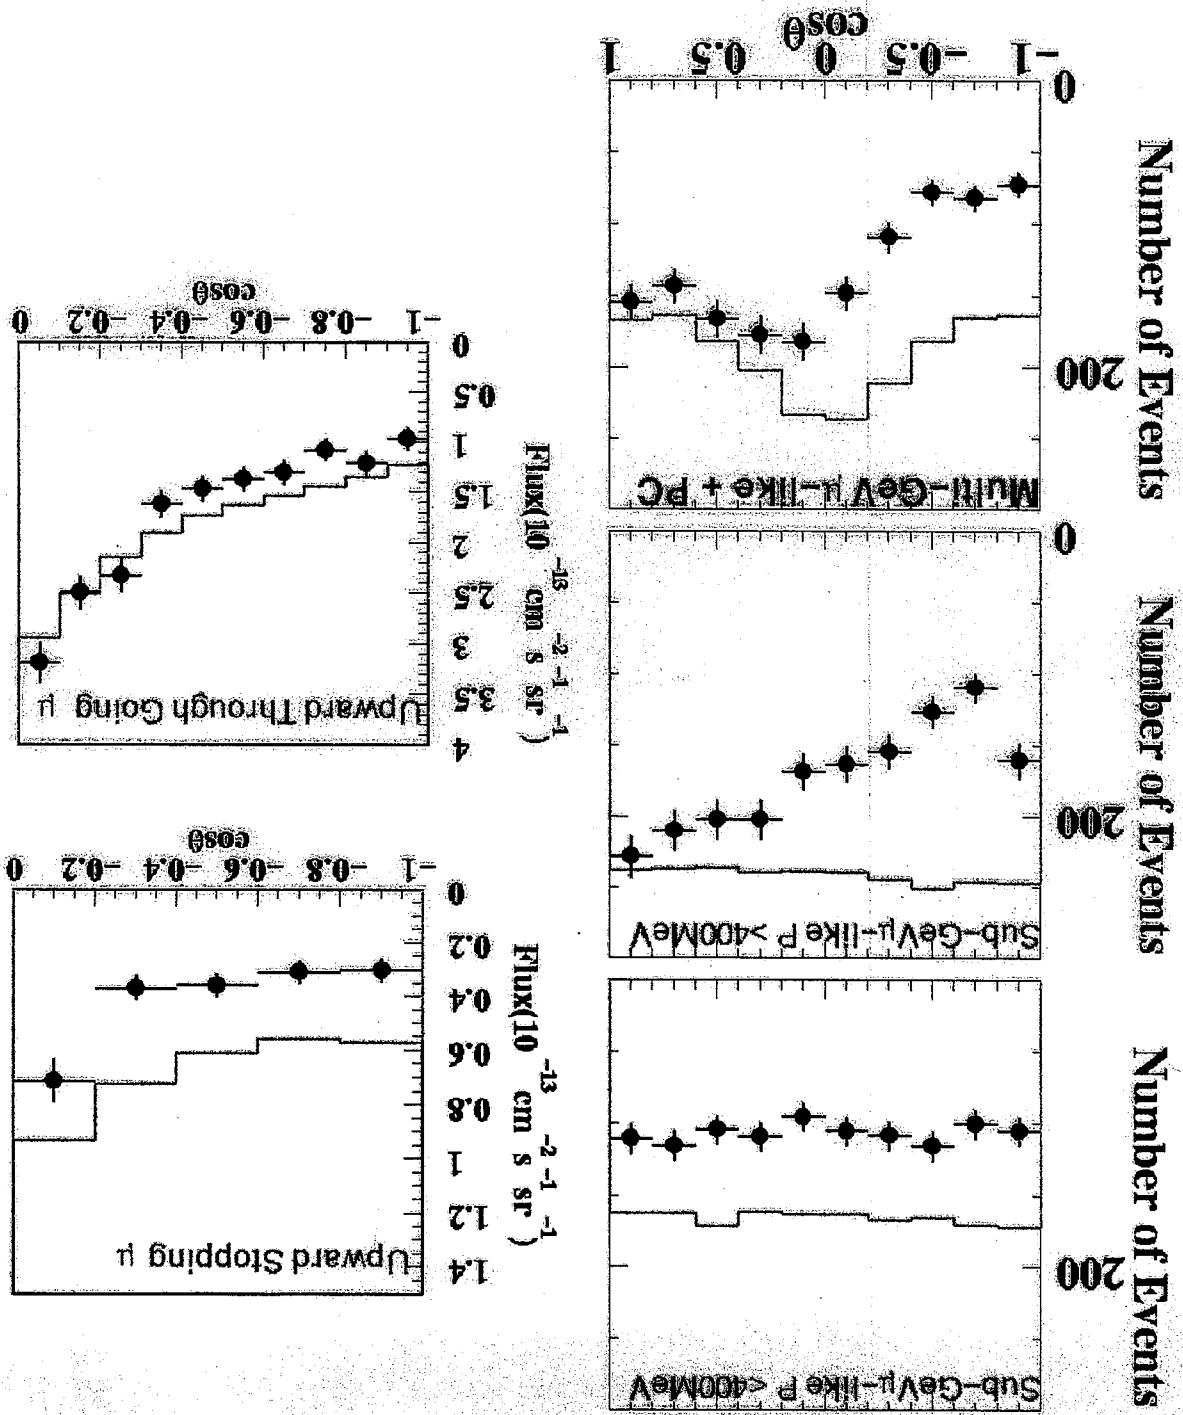 Sub-GeVμ-like P < 400MeV
Number of Events
200
Sub-GeVμ-like P >400MeV
Number of Events
200
0
Multi-GeV μ-like + PC
Number of Events
200
0
-1 -0.5 0 0.5 1
cosθ
Upward Stopping μ
Flux(10⁻¹³ cm⁻² s⁻¹ sr⁻¹)
1.4
1.2
1
0.8
0.6
0.4
0.2
0
-1 -0.8 -0.6 -0.4 -0.2 0
cosθ
Upward Through Going μ
Flux(10⁻¹³ cm⁻² s⁻¹ sr⁻¹)
4
3.5
3
2.5
2
1.5
1
0.5
0
-1 -0.8 -0.6 -0.4 -0.2 0
cosθ